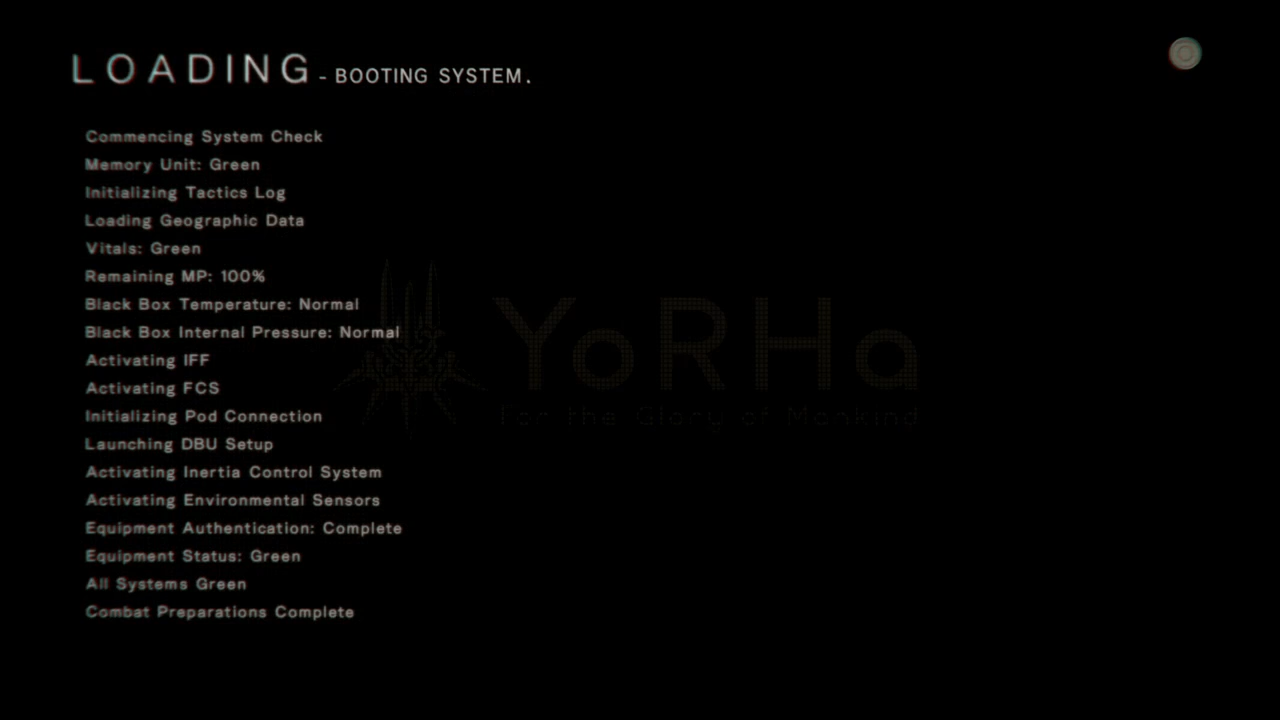 LOADING - BOOTING SYSTEM.
Commencing System Check
Memory Unit: Green
Initializing Tactics Log
Loading Geographic Data
Vitals: Green
Remaining MP: 100%
Black Box Temperature: Normal
Black Box Internal Pressure: Normal
Activating IFF
Activating FCS
Initializing Pod Connection
Launching DBU Setup
Activating Inertia Control System
Activating Environmental Sensors
Equipment Authentication: Complete
Equipment Status: Green
All Systems Green
Combat Preparations Complete
YoRHa
For the Glory of Mankind